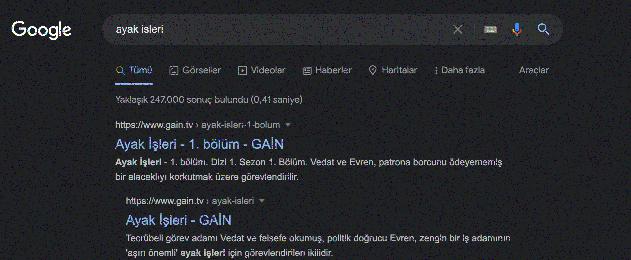 Google
ayak isleri
Tümü Görseller Videolar Haberler Haritalar Daha fazla Araçlar
Yaklaşık 247.000 sonuç bulundu (0,41 saniye)
https://www.gain.tv › ayak-isleri-1-bolum
Ayak İşleri - 1. bölüm - GAİN
Ayak İşleri - 1. bölüm. Dizi 1. Sezon 1. Bölüm. Vedat ve Evren, patrona borcunu ödeyememiş
bir alacaklıyı korkutmak üzere görevlendirilir.
https://www.gain.tv › ayak-isleri
Ayak İşleri - GAİN
Tecrübeli görev adamı Vedat ve felsefe okumuş, politik doğrucu Evren, zengin bir iş adamının
'aşırı önemli' ayak işleri için görevlendirilen ikilidir.